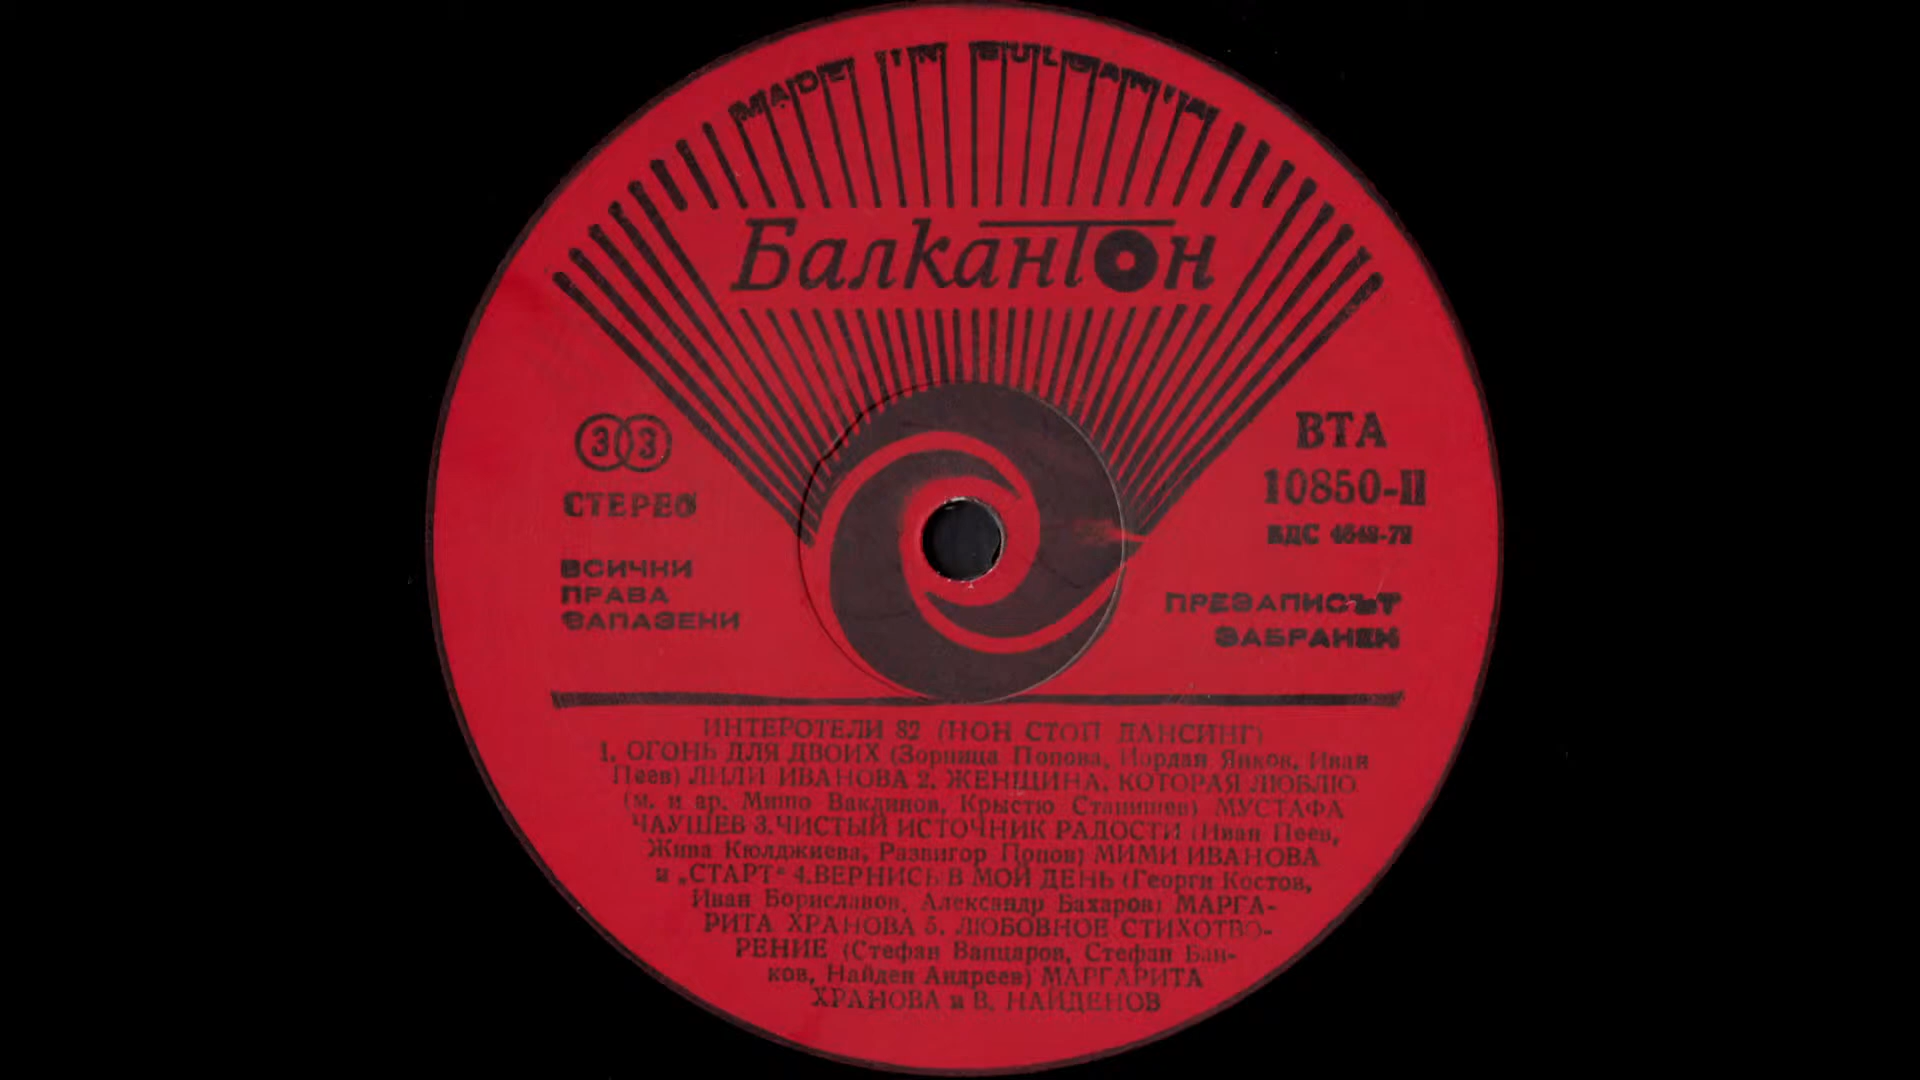 MADE IN BULGARIA
Балкантон
33
СТЕРЕО
ВСИЧКИ
ПРАВА
ЗАПАЗЕНИ
ВТА
10850-II
БДС
ПРЕЗАПИСЪТ
ЗАБРАНЕН
ИНТЕРОТЕЛИ 82 (НОН СТОП ДАНСИНГ)
1. ОГОНЬ ДЛЯ ДВОИХ (Зорница Попова, Йордан Янков, Иван
Пеев) ЛИЛИ ИВАНОВА 2. ЖЕНЩИНА, КОТОРАЯ ЛЮБЛЮ
(м. и ар. Мишо Ваклинов, Крыстю Станишев) МУСТАФА
ЧАУШЕВ 3.ЧИСТЫЙ ИСТОЧНИК РАДОСТИ (Иван Пеев,
Жива Кюлджиева, Развигор Попов) МИМИ ИВАНОВА
и „СТАРТ“ 4.ВЕРНИСЬ В МОЙ ДЕНЬ (Георги Костов,
Иван Бориславов, Александр Бахаров) МАРГА-
РИТА ХРАНОВА 5. ЛЮБОВНОЕ СТИХОТВО-
РЕНИЕ (Стефан Вапцаров, Стефан Бан-
ков, Найден Андреев) МАРГАРИТА
ХРАНОВА и В. НАЙДЕНОВ